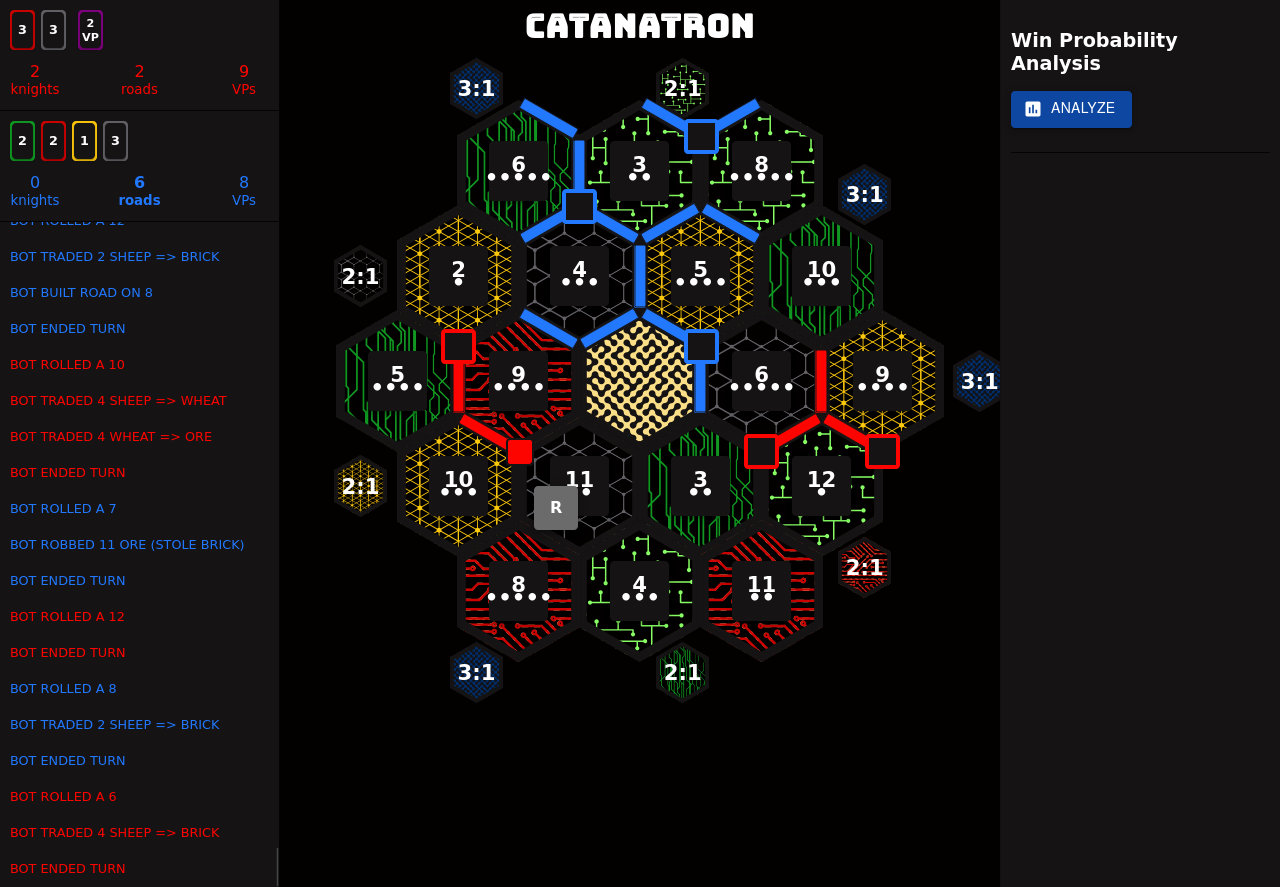 3 3 2 VP
2 2 9
knights roads VPs
2 2 1 3
0 6 8
knights roads VPs
BOT ROLLED A 12
BOT TRADED 2 SHEEP => BRICK
BOT BUILT ROAD ON 8
BOT ENDED TURN
BOT ROLLED A 10
BOT TRADED 4 SHEEP => WHEAT
BOT TRADED 4 WHEAT => ORE
BOT ENDED TURN
BOT ROLLED A 7
BOT ROBBED 11 ORE (STOLE BRICK)
BOT ENDED TURN
BOT ROLLED A 12
BOT ENDED TURN
BOT ROLLED A 8
BOT TRADED 2 SHEEP => BRICK
BOT ENDED TURN
BOT ROLLED A 6
BOT TRADED 4 SHEEP => BRICK
BOT ENDED TURN
CATANATRON
3:1 2:1
6 3 8
3:1
2:1 2 4 5 10
5 9 6 9 3:1
2:1 10 11 3 12
R
8 4 11 2:1
3:1 2:1
Win Probability
Analysis
ANALYZE